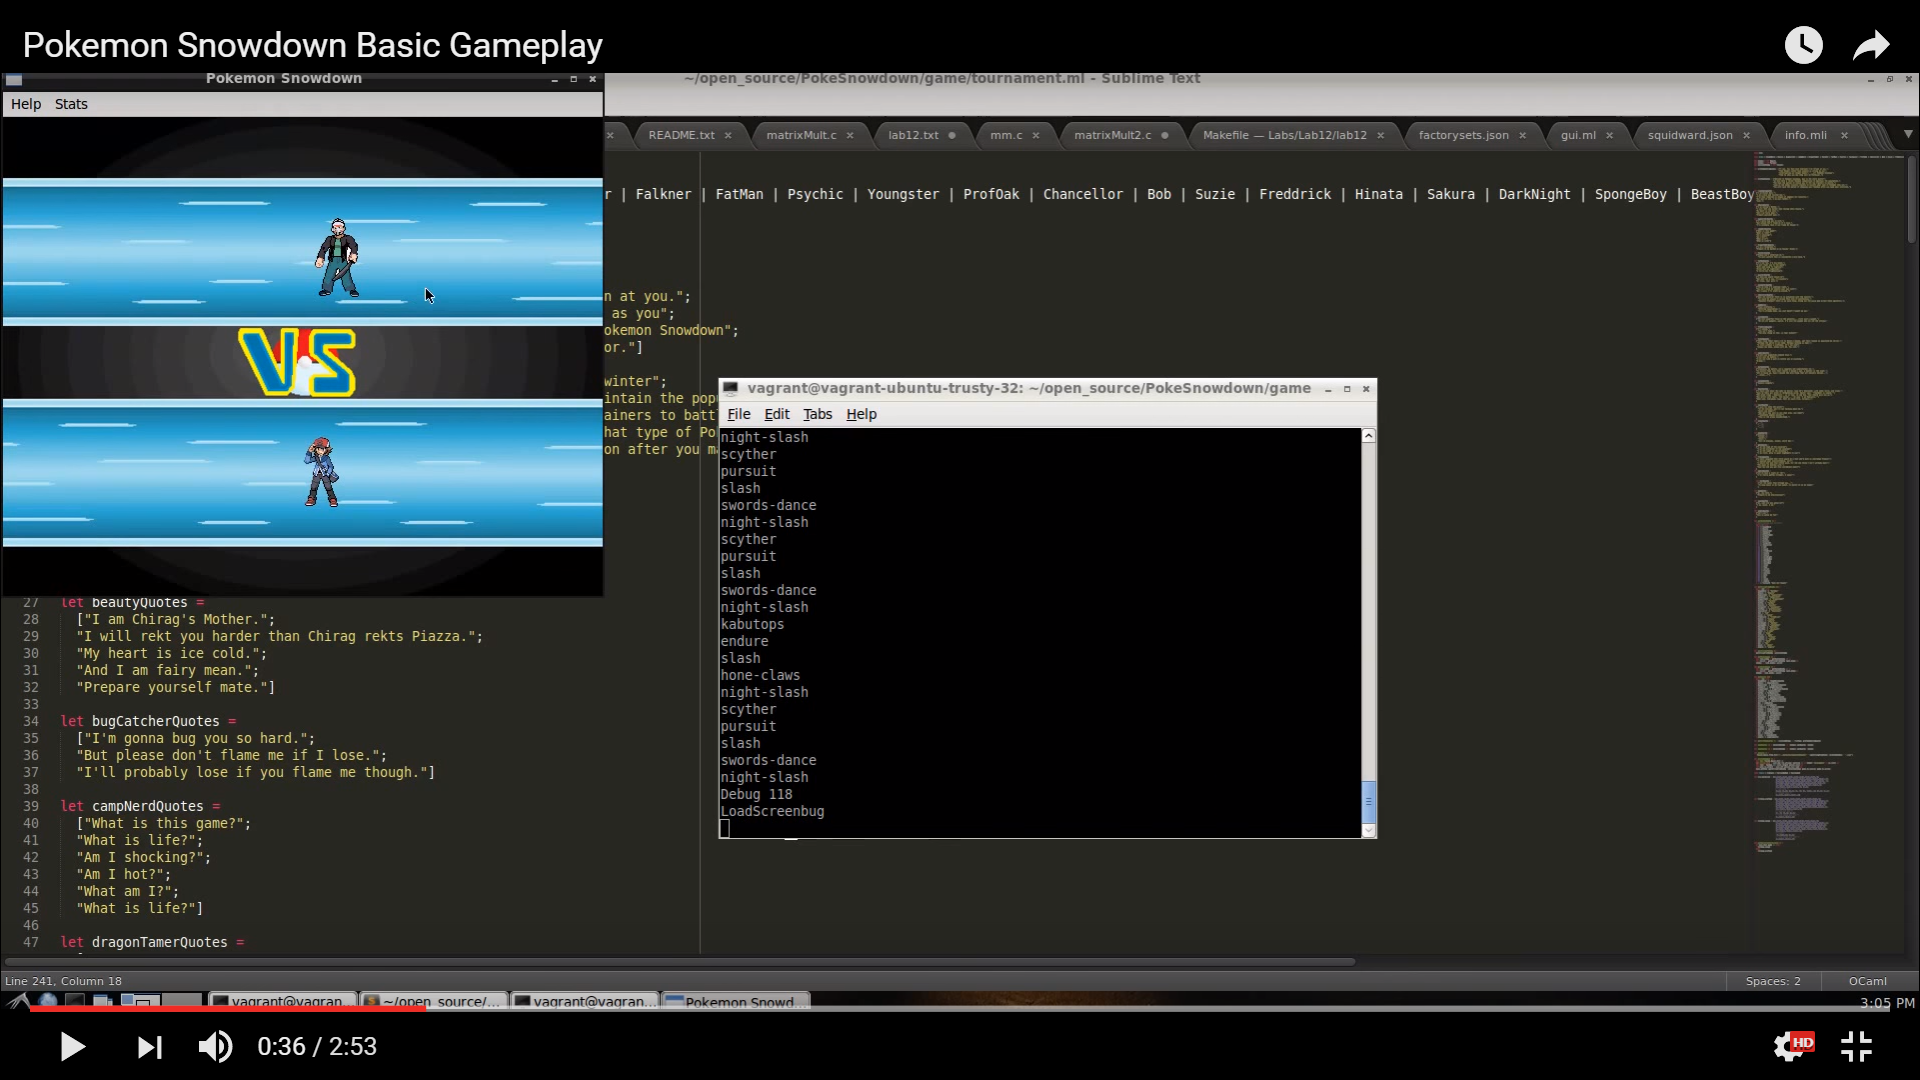 Pokemon Snowdown Basic Gameplay
Pokemon Snowdown
Help Stats
VS
~/open_source/PokeSnowdown/game/tournament.ml - Sublime Text
README.txt matrixMult.c lab12.txt mm.c matrixMult2.c Makefile — Labs/Lab12/lab12 factorysets.json gui.ml squidward.json info.mli
r | Falkner | FatMan | Psychic | Youngster | ProfOak | Chancellor | Bob | Suzie | Freddrick | Hinata | Sakura | DarkNight | SpongeBoy | BeastBoy
n at you.";
as you";
okemon Snowdown";
or."]
winter";
intain the pop
ainers to batt
hat type of Po
on after you m
27 let beautyQuotes =
28 ["I am Chirag's Mother.";
29 "I will rekt you harder than Chirag rekts Piazza.";
30 "My heart is ice cold.";
31 "And I am fairy mean.";
32 "Prepare yourself mate."]
33
34 let bugCatcherQuotes =
35 ["I'm gonna bug you so hard.";
36 "But please don't flame me if I lose.";
37 "I'll probably lose if you flame me though."]
38
39 let campNerdQuotes =
40 ["What is this game?";
41 "What is life?";
42 "Am I shocking?";
43 "Am I hot?";
44 "What am I?";
45 "What is life?"]
46
47 let dragonTamerQuotes =
vagrant@vagrant-ubuntu-trusty-32: ~/open_source/PokeSnowdown/game
File Edit Tabs Help
night-slash
scyther
pursuit
slash
swords-dance
night-slash
scyther
pursuit
slash
swords-dance
night-slash
kabutops
endure
slash
hone-claws
night-slash
scyther
pursuit
slash
swords-dance
night-slash
Debug 118
LoadScreenbug
Line 241, Column 18 Spaces: 2 OCaml
vagrant@vagran... ~/open_source/... vagrant@vagran... Pokemon Snowd... 3:05 PM
0:36 / 2:53 HD